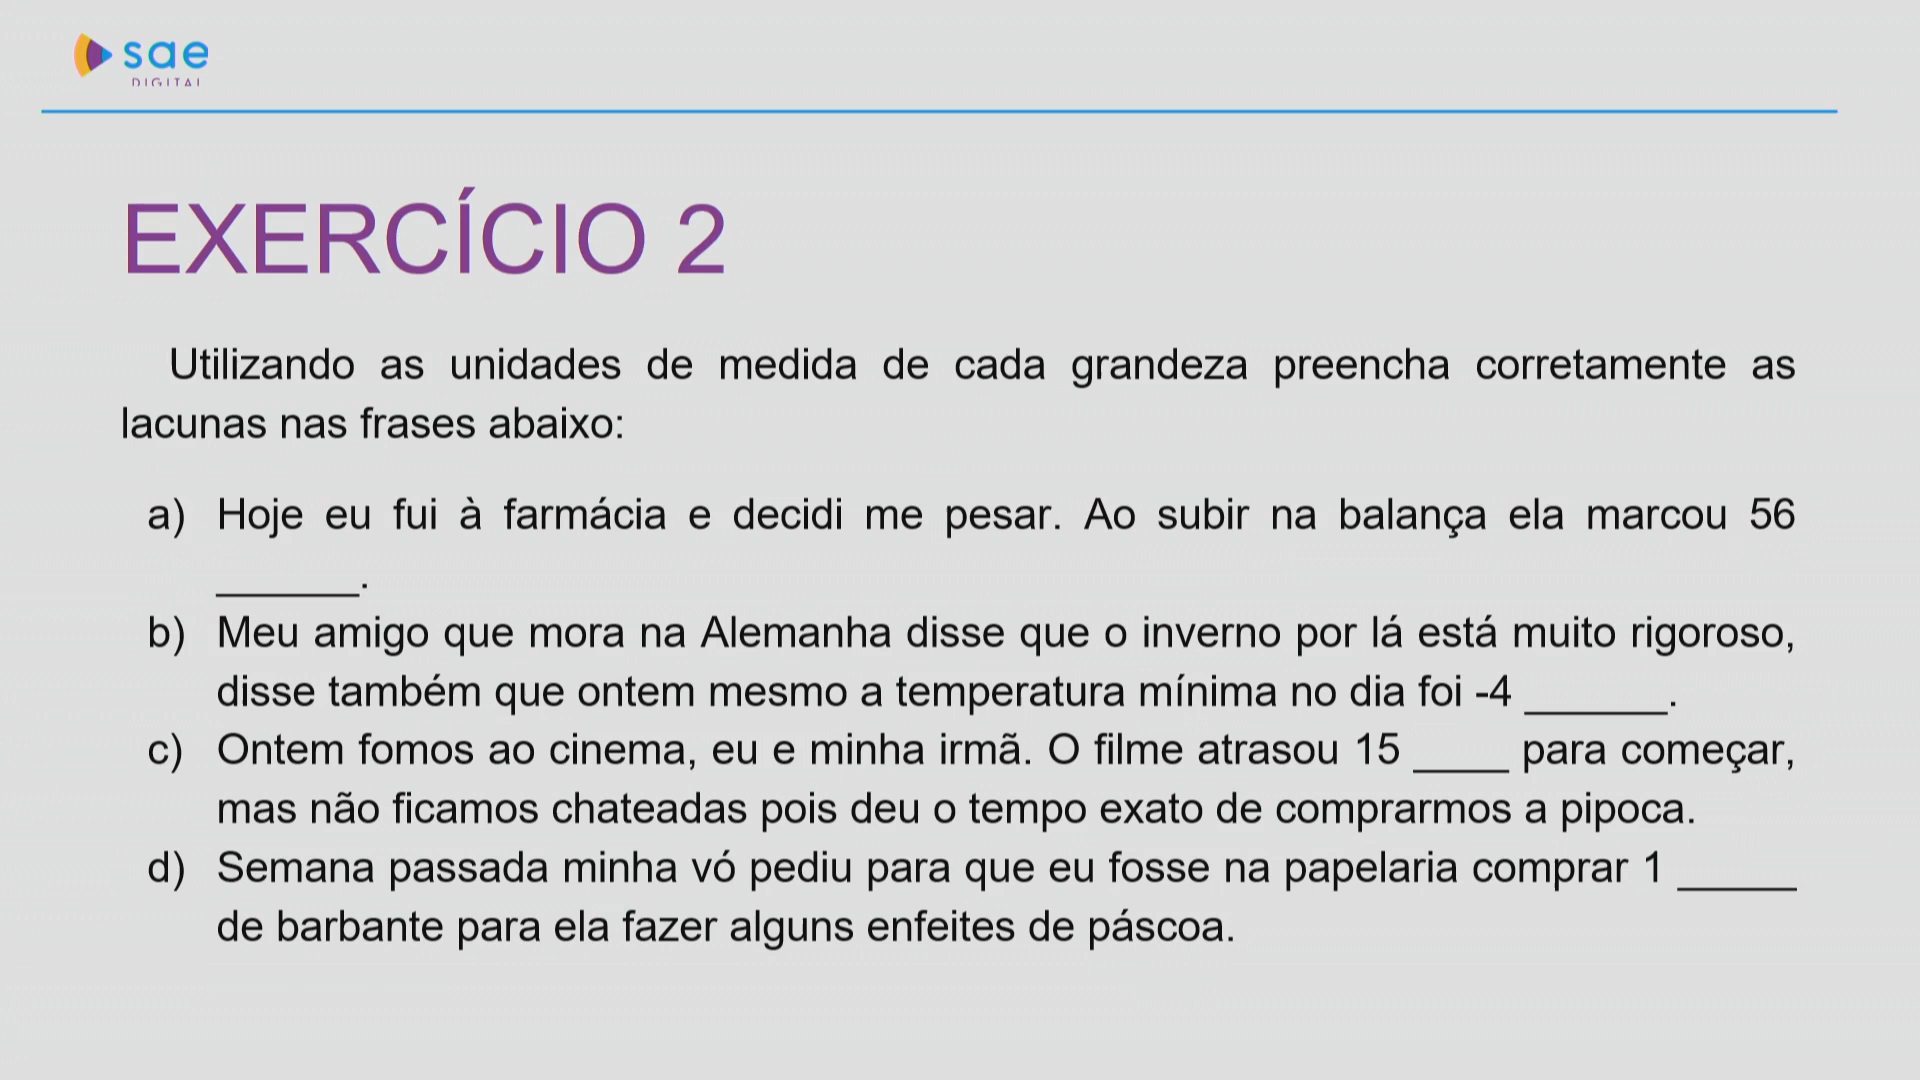 sae
DIGITAL
EXERCÍCIO 2
Utilizando as unidades de medida de cada grandeza preencha corretamente as
lacunas nas frases abaixo:
a) Hoje eu fui à farmácia e decidi me pesar. Ao subir na balança ela marcou 56
______.
b) Meu amigo que mora na Alemanha disse que o inverno por lá está muito rigoroso,
disse também que ontem mesmo a temperatura mínima no dia foi -4 ______.
c) Ontem fomos ao cinema, eu e minha irmã. O filme atrasou 15 ____ para começar,
mas não ficamos chateadas pois deu o tempo exato de comprarmos a pipoca.
d) Semana passada minha vó pediu para que eu fosse na papelaria comprar 1 _____
de barbante para ela fazer alguns enfeites de páscoa.